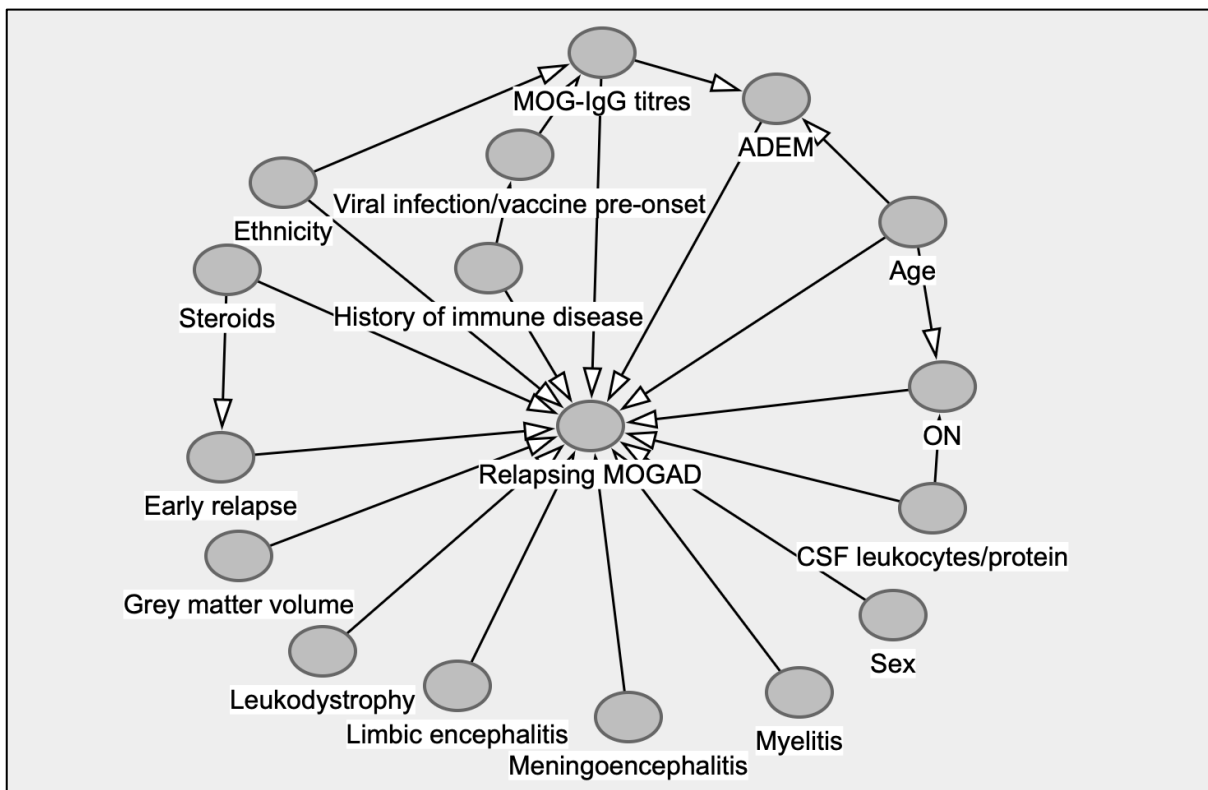 MOG-IgG titres
ADEM
Viral infection/vaccine pre-onset
Ethnicity
Age
Steroids
History of immune disease
ON
Relapsing MOGAD
Early relapse
CSF leukocytes/protein
Grey matter volume
Sex
Leukodystrophy
Limbic encephalitis
Myelitis
Meningoencephalitis